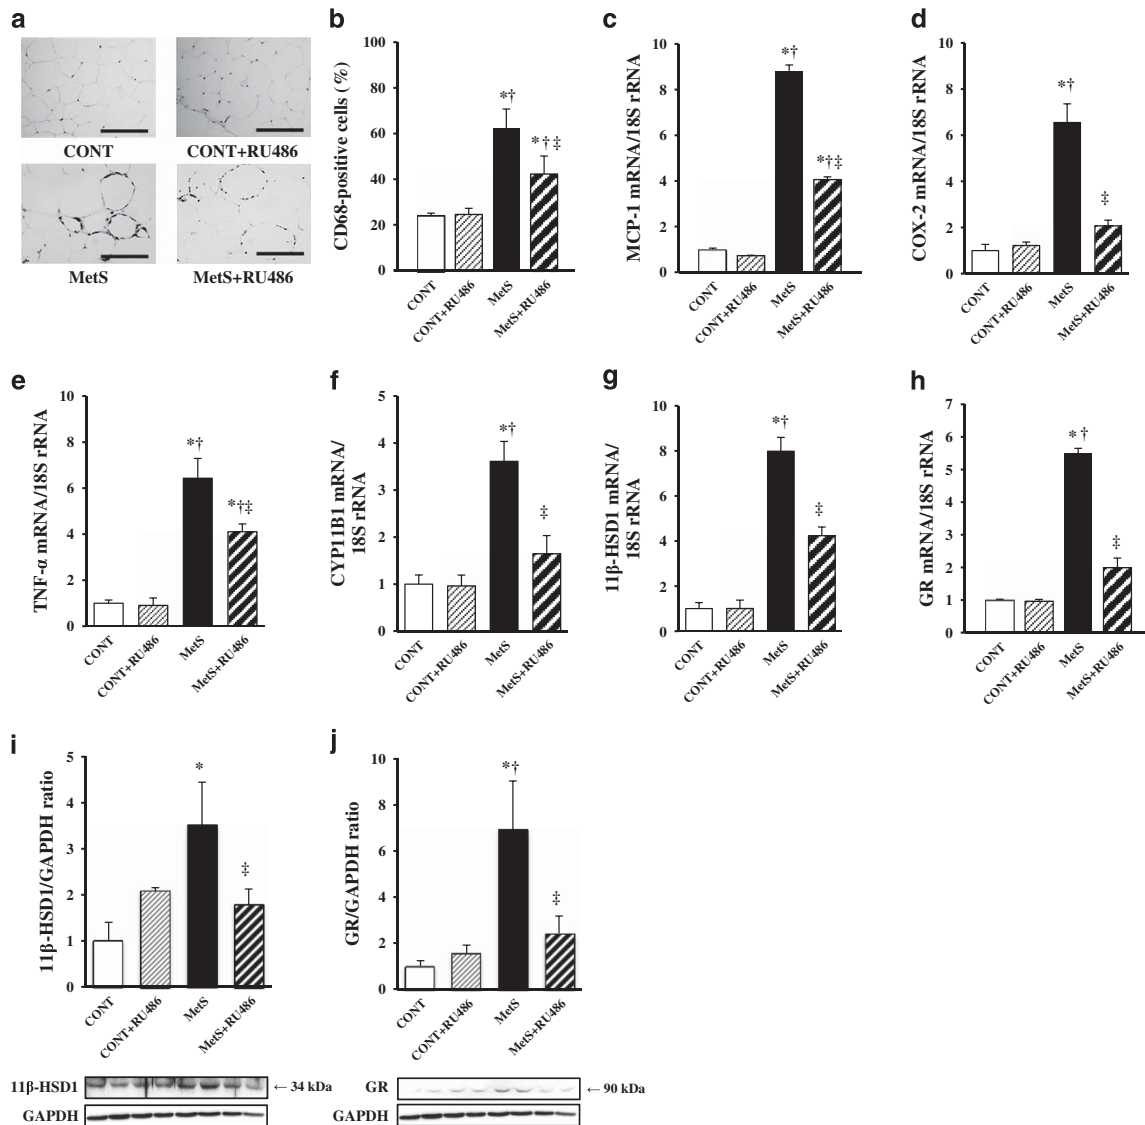 a
CONT
CONT+RU486
MetS
MetS+RU486
b
CD68-positive cells (%)
100
80
60
40
20
0
*†
*†‡
CONT
CONT+RU486
MetS
MetS+RU486
c
MCP-1 mRNA/18S rRNA
10
8
6
4
2
0
*†
*†‡
CONT
CONT+RU486
MetS
MetS+RU486
d
COX-2 mRNA/18S rRNA
10
8
6
4
2
0
*†
‡
CONT
CONT+RU486
MetS
MetS+RU486
e
TNF-α mRNA/18S rRNA
10
8
6
4
2
0
*†
*†‡
CONT
CONT+RU486
MetS
MetS+RU486
f
CYP11B1 mRNA/
18S rRNA
5
4
3
2
1
0
*†
‡
CONT
CONT+RU486
MetS
MetS+RU486
g
11β-HSD1 mRNA/
18S rRNA
10
8
6
4
2
0
*†
‡
CONT
CONT+RU486
MetS
MetS+RU486
h
GR mRNA/18S rRNA
7
6
5
4
3
2
1
0
* †
‡
CONT
CONT+RU486
MetS
MetS+RU486
i
11β-HSD1/GAPDH ratio
5
4
3
2
1
0
*
‡
CONT
CONT+RU486
MetS
MetS+RU486
11β-HSD1
← 34 kDa
GAPDH
j
GR/GAPDH ratio
10
8
6
4
2
0
*†
‡
CONT
CONT+RU486
MetS
MetS+RU486
GR
← 90 kDa
GAPDH